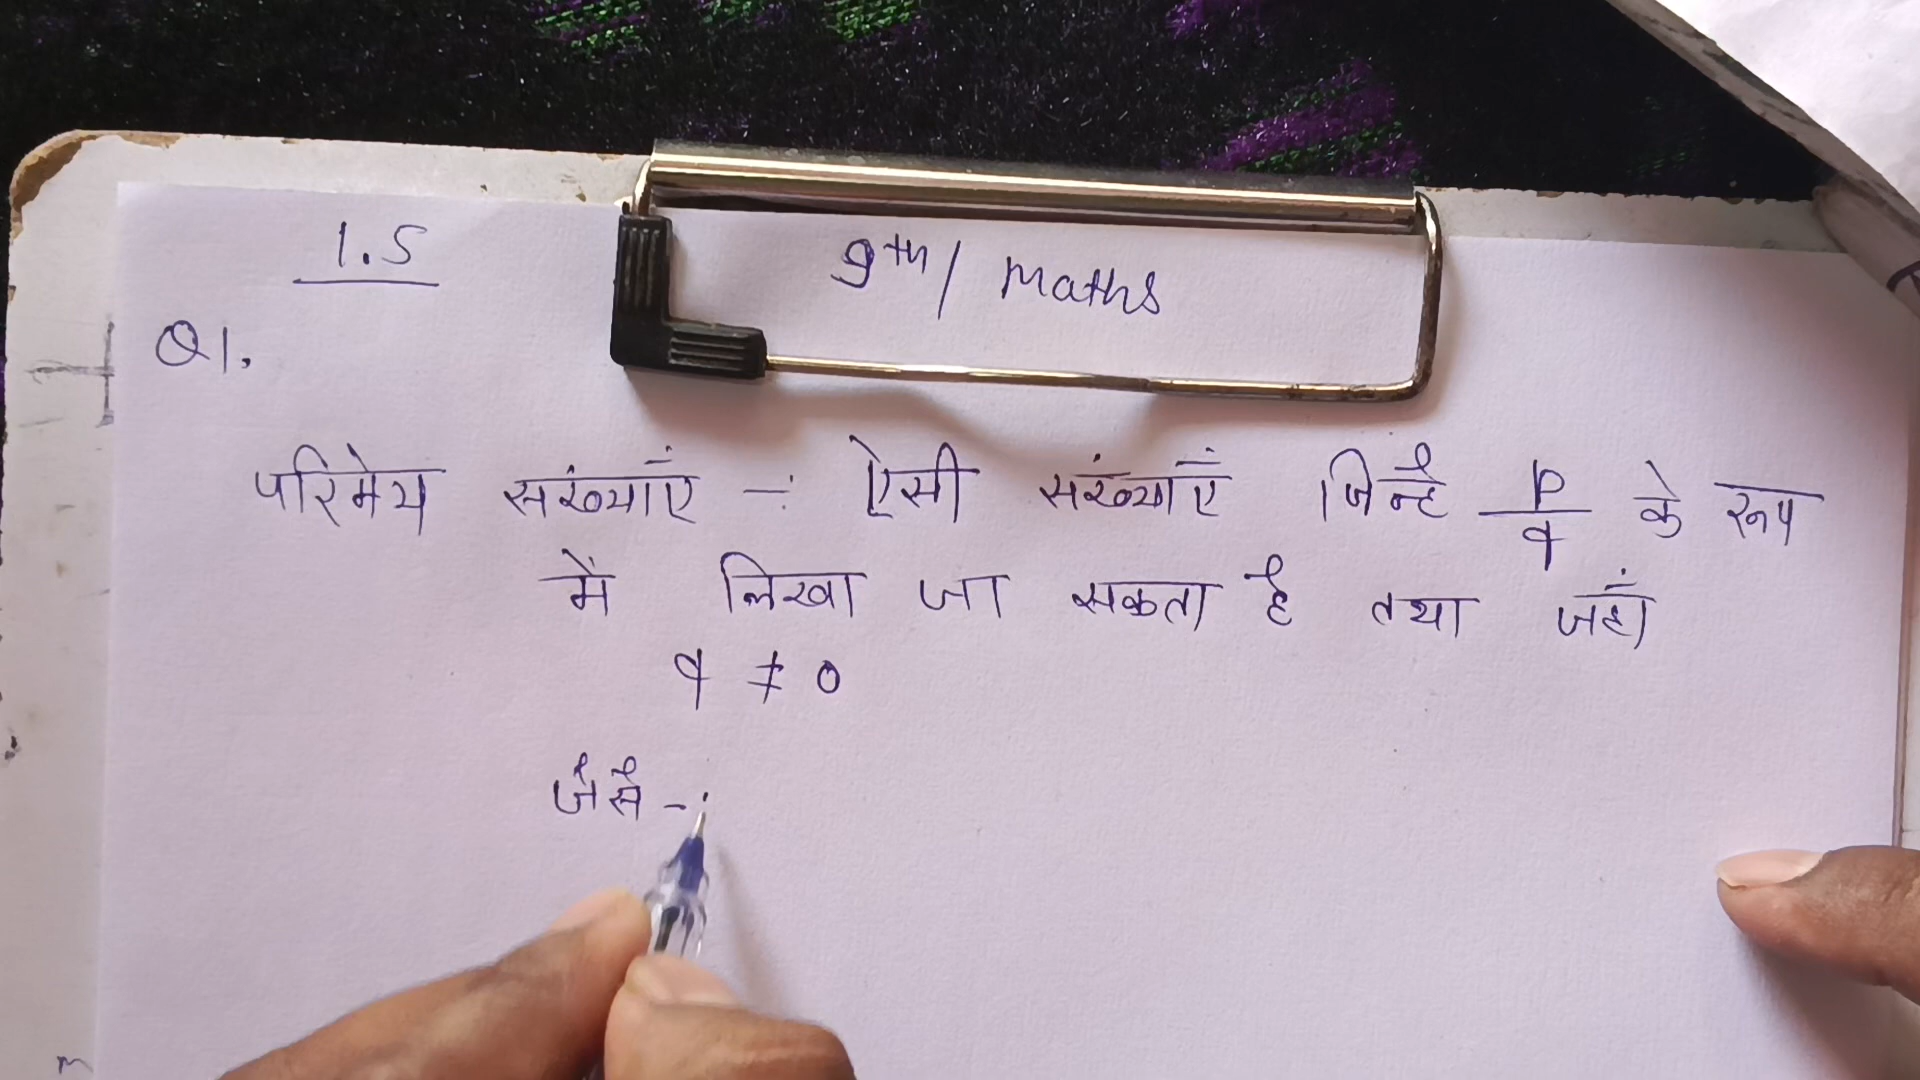 1.5
9th / Maths
Q1.
परिमेय संख्याएं -: ऐसी संख्याएं जिन्हें p/q के रूप
में लिखा जा सकता है तथा जहां
q ≠ 0
जैसे -: